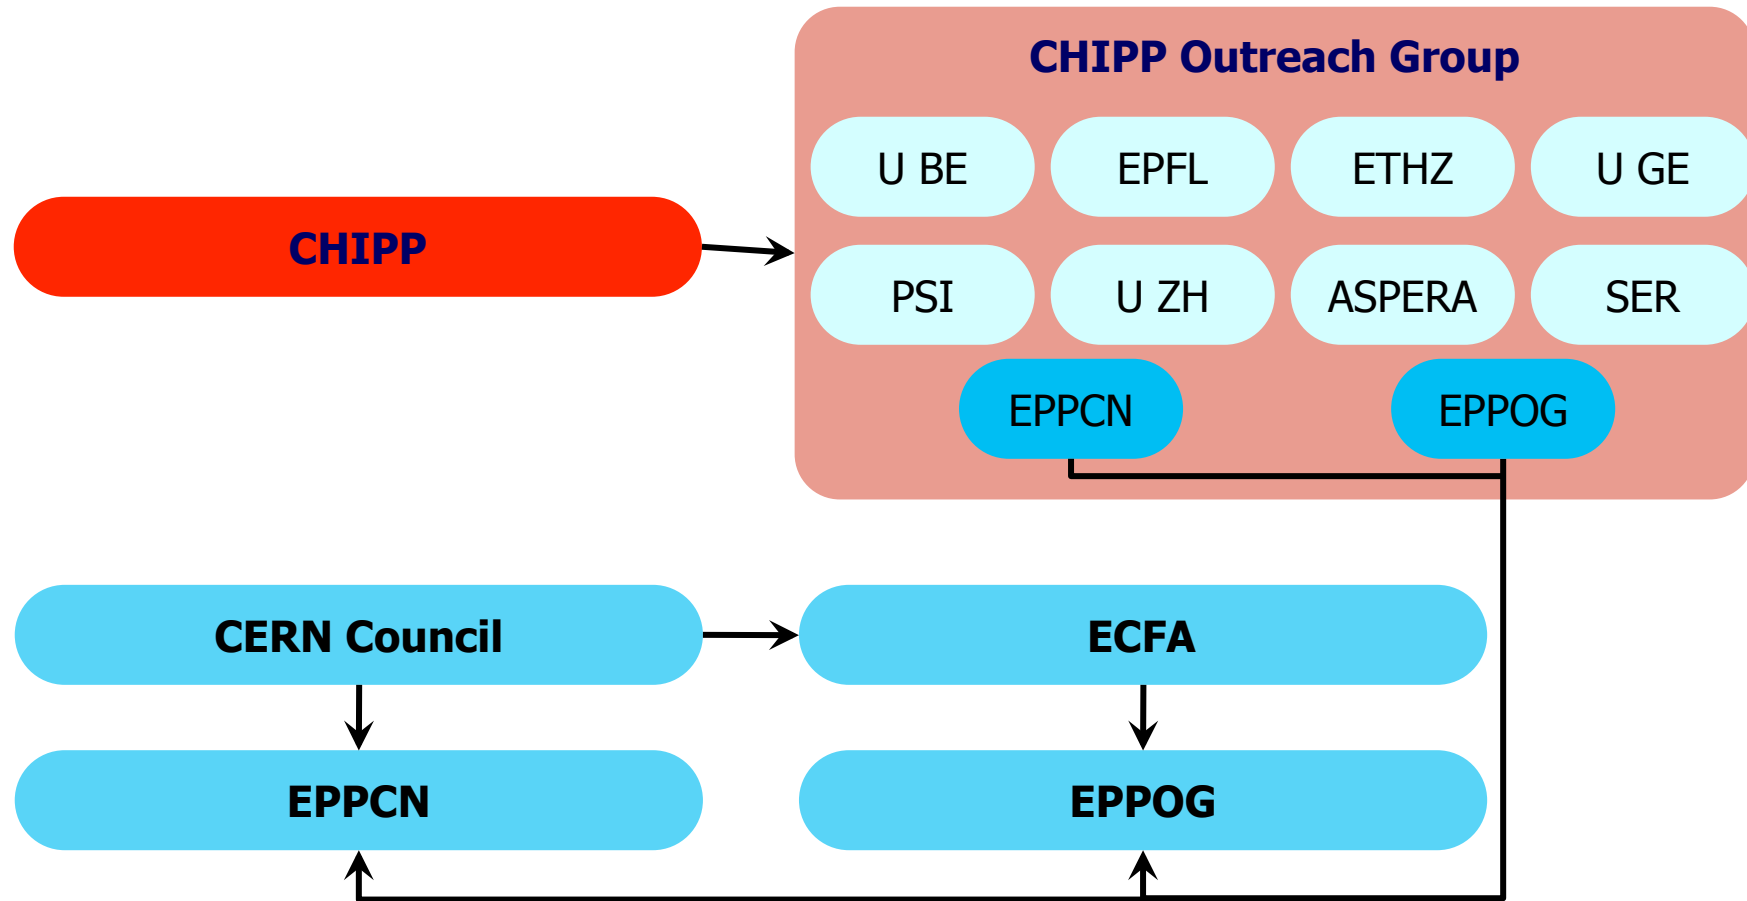 CHIPP Outreach Group
U BE EPFL ETHZ U GE
CHIPP
PSI U ZH ASPERA SER
EPPCN EPPOG
CERN Council ECFA
EPPCN EPPOG